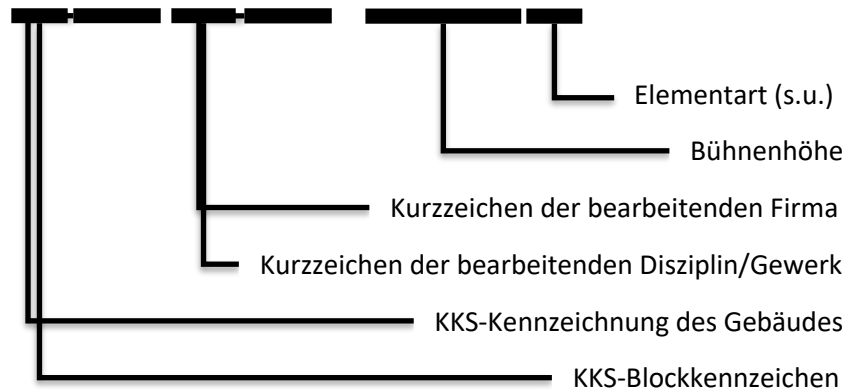 Elementart (s.u.)
Bühnenhöhe
Kurzzeichen der bearbeitenden Firma
Kurzzeichen der bearbeitenden Disziplin/Gewerk
KKS-Kennzeichnung des Gebäudes
KKS-Blockkennzeichen